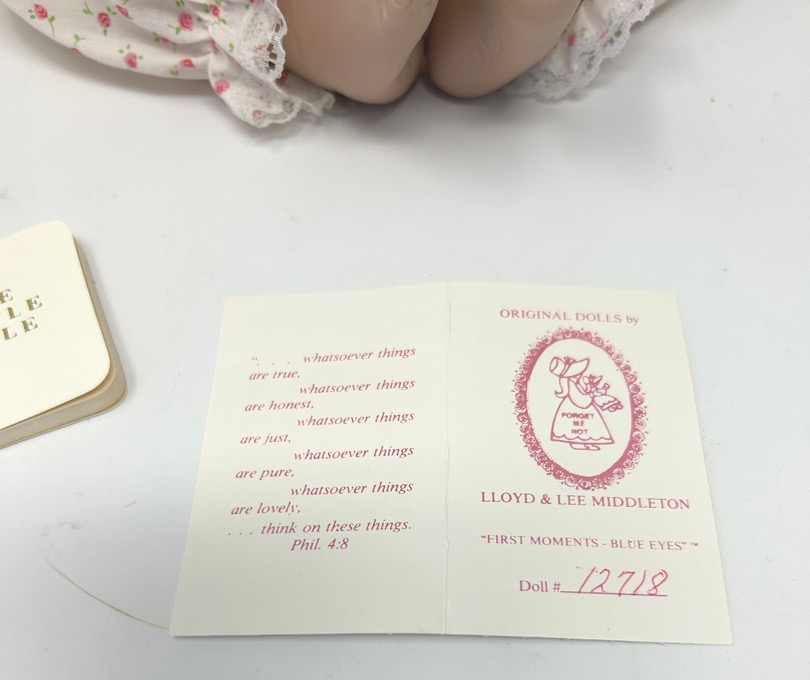 E
LE
LE
". . . whatsoever things
are true,
whatsoever things
are honest,
whatsoever things
are just,
whatsoever things
are pure,
whatsoever things
are lovely,
. . . think on these things.
Phil. 4:8
ORIGINAL DOLLS by
FORGET
ME
NOT
LLOYD & LEE MIDDLETON
"FIRST MOMENTS - BLUE EYES" ™
Doll # 12718